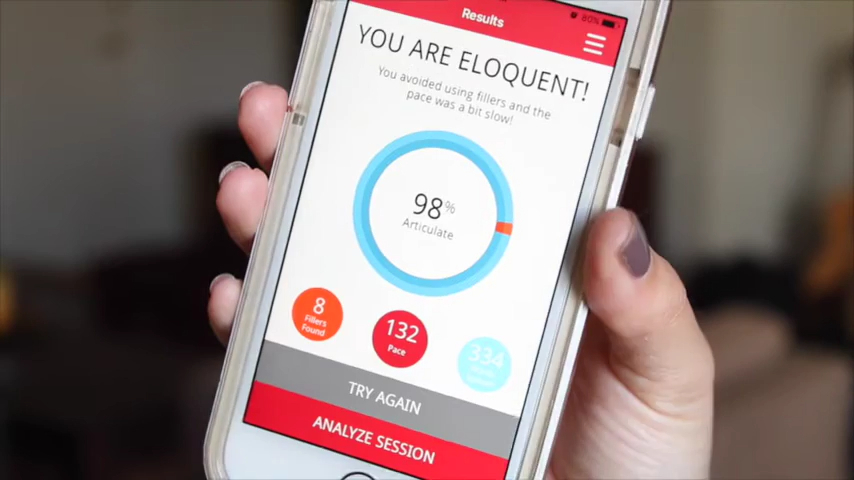 Results
80%
YOU ARE ELOQUENT!
You avoided using fillers and the
pace was a bit slow!
98%
Articulate
8
Fillers
Found
132
Pace
334
TRY AGAIN
ANALYZE SESSION